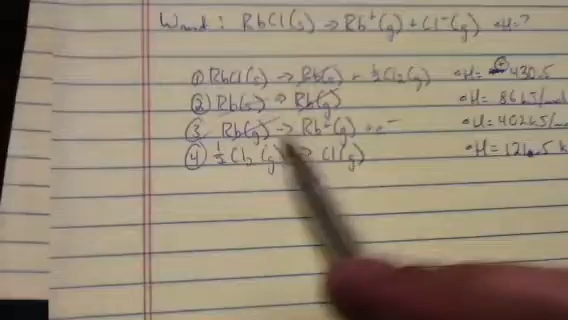 Want: RbCl(s) → Rb⁺(g) + Cl⁻(g) ΔH=?
① RbCl(s) → Rb(s) + ½Cl₂(g) ΔH= +430.5
② Rb(s) → Rb(g) ΔH= 86 kJ/mol
③ Rb(g) → Rb⁺(g) + e⁻ ΔH= 402 kJ/mo
④ ½Cl₂(g) → Cl(g) ΔH= 121.5 k